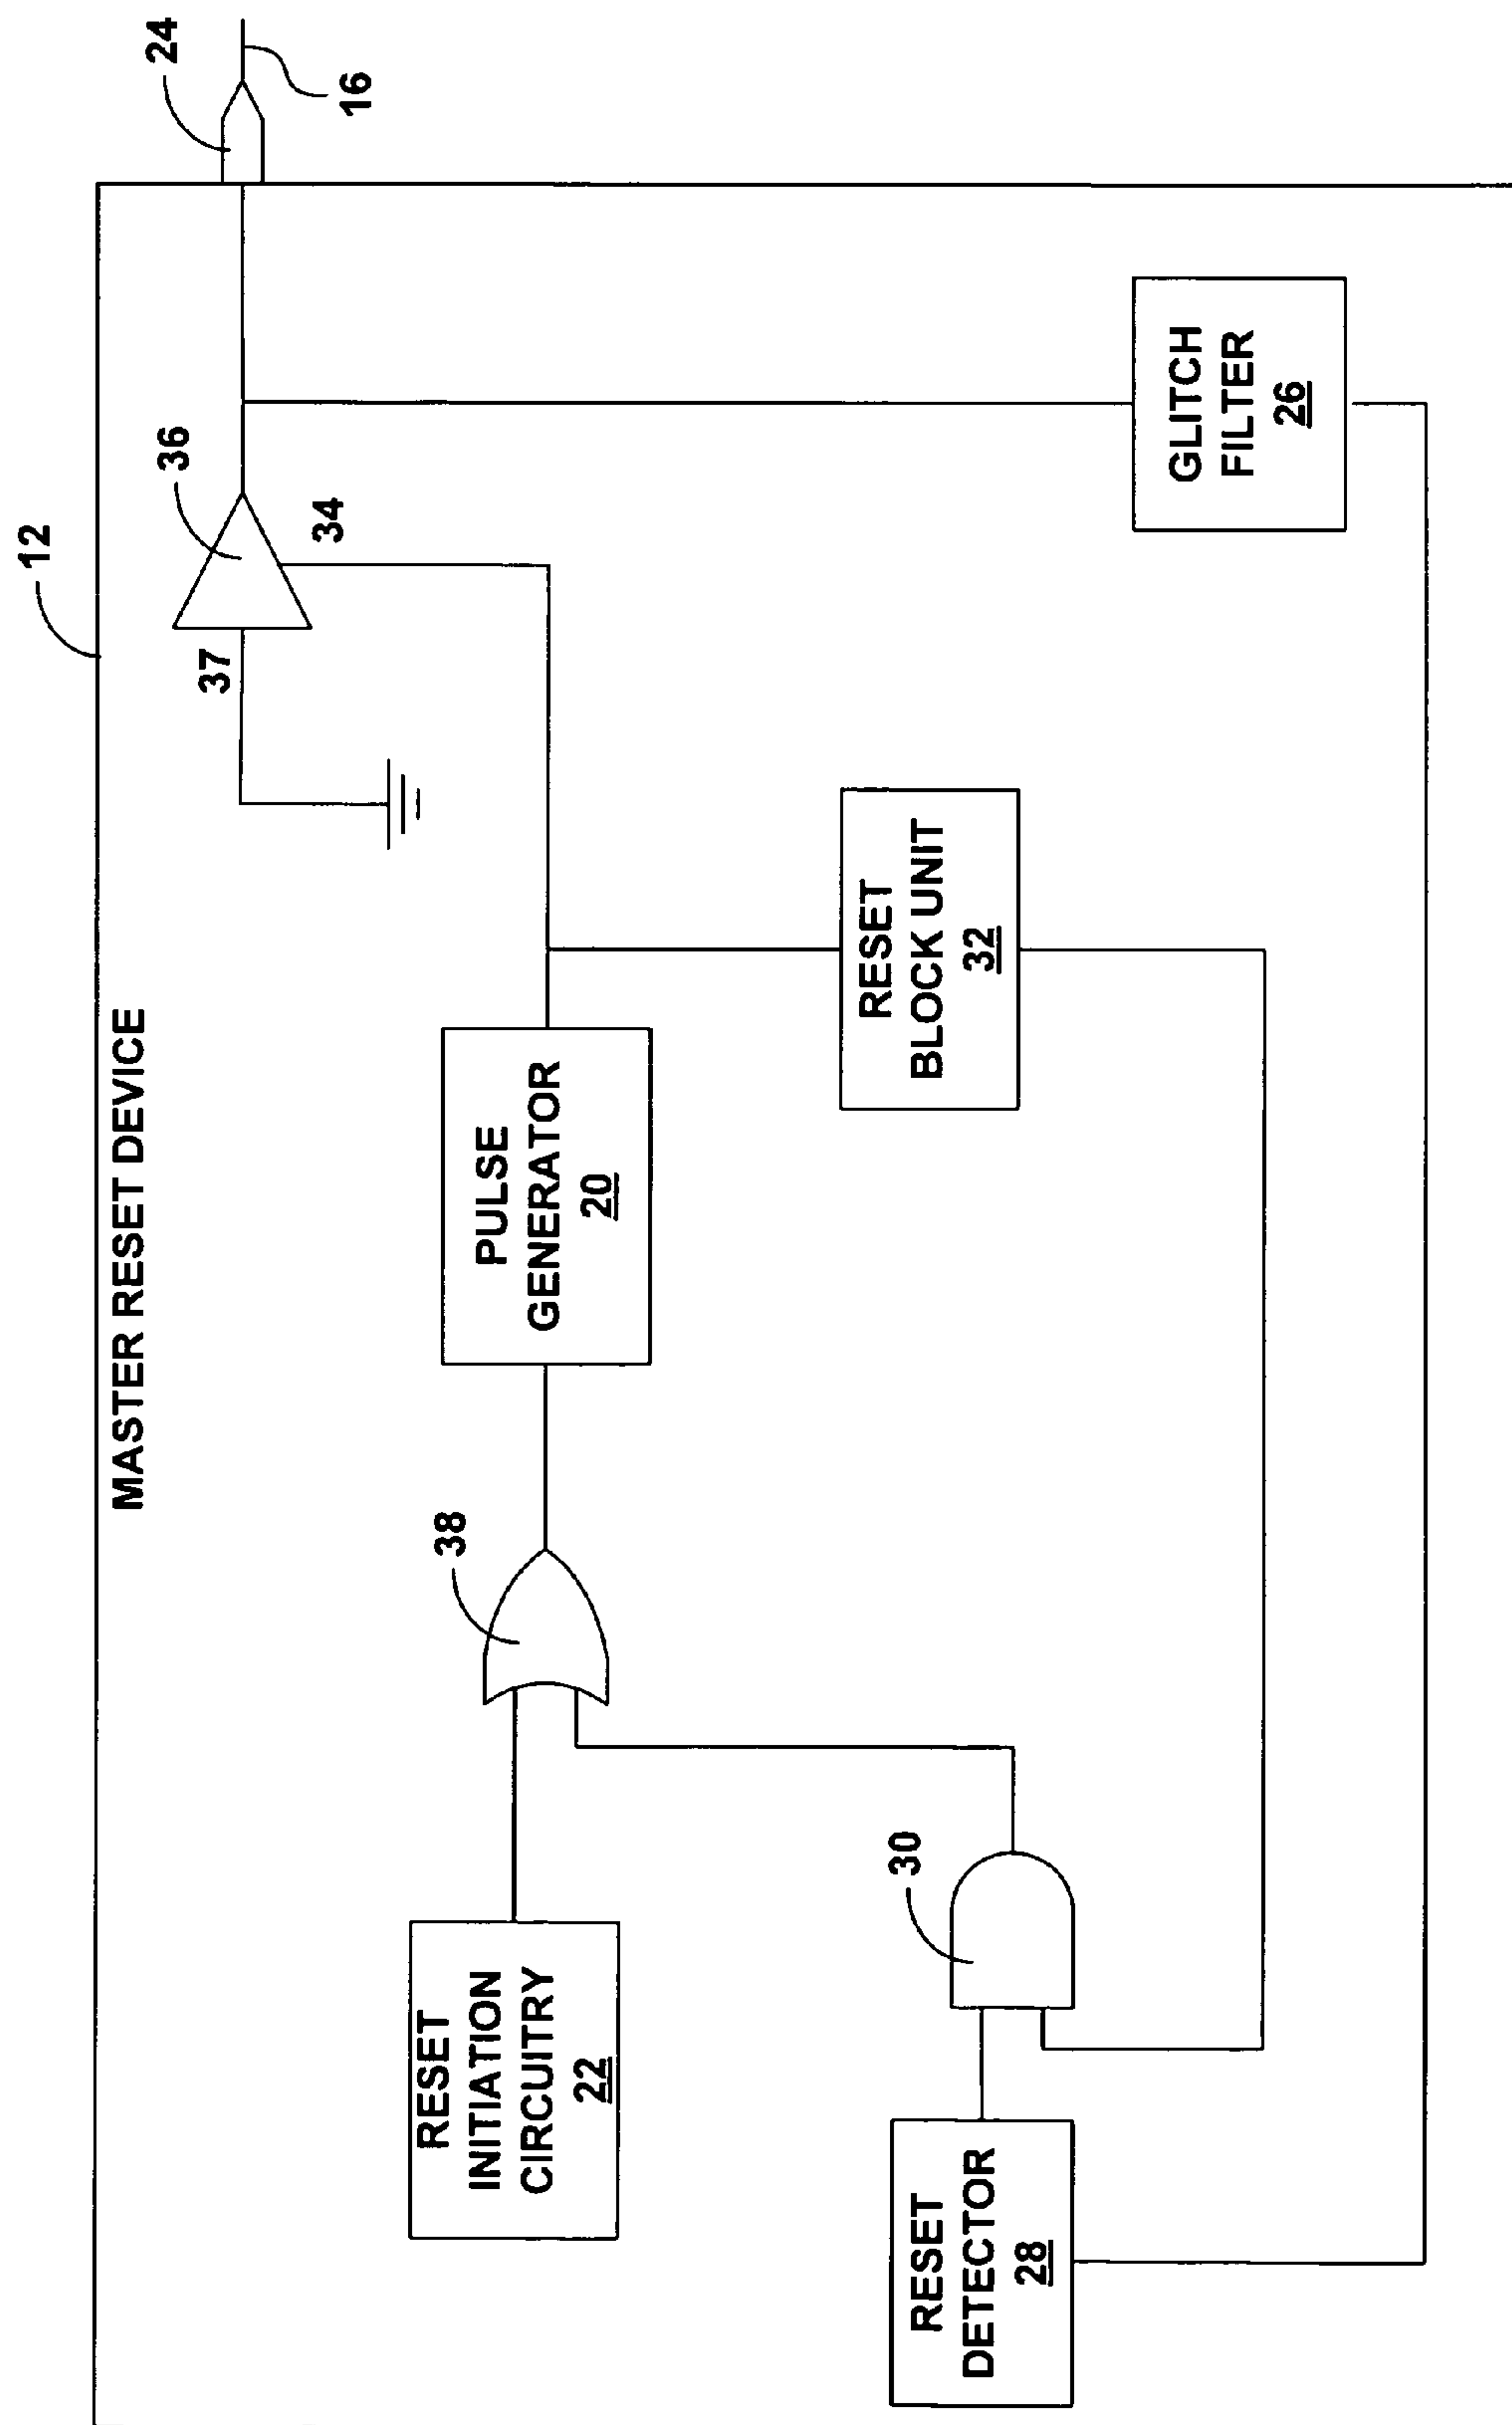 12
MASTER RESET DEVICE
24
16
36
37
34
38
RESET
INITIATION
CIRCUITRY
22
PULSE
GENERATOR
20
30
RESET
BLOCK UNIT
32
RESET
DETECTOR
28
GLITCH
FILTER
26